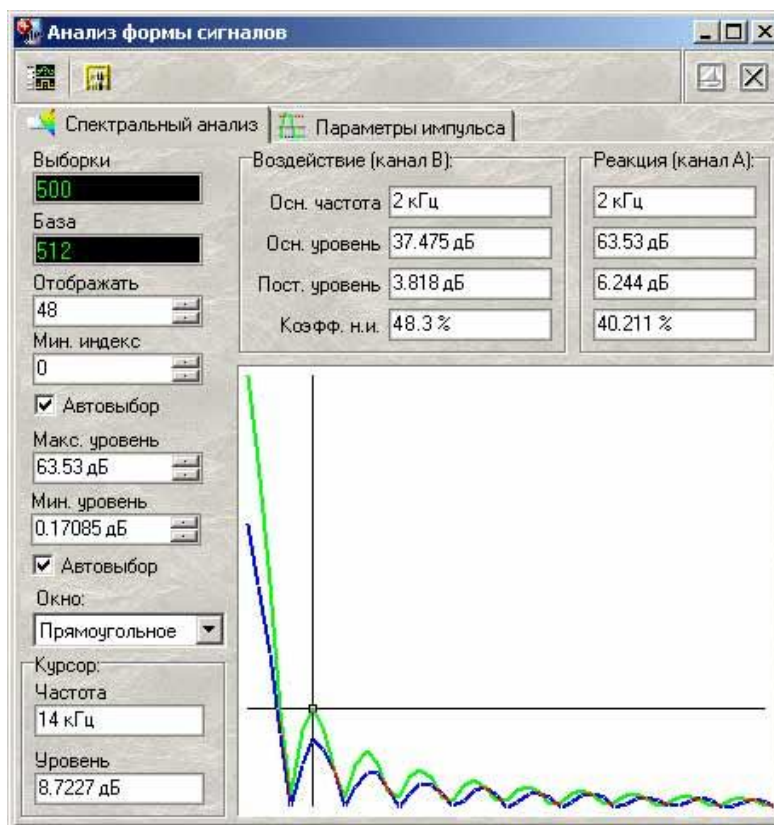 Анализ формы сигналов
Спектральный анализ
Параметры импульса
Выборки
500
База
512
Отображать
48
Мин. индекс
0
Автовыбор
Макс. уровень
63.53 дБ
Мин. уровень
0.17085 дБ
Автовыбор
Окно:
Прямоугольное
Курсор:
Частота
14 кГц
Уровень
8.7227 дБ
Воздействие (канал B):
Осн. частота 2 кГц
Осн. уровень 37.475 дБ
Пост. уровень 3.818 дБ
Коэфф. н.и. 48.3 %
Реакция (канал A):
2 кГц
63.53 дБ
6.244 дБ
40.211 %